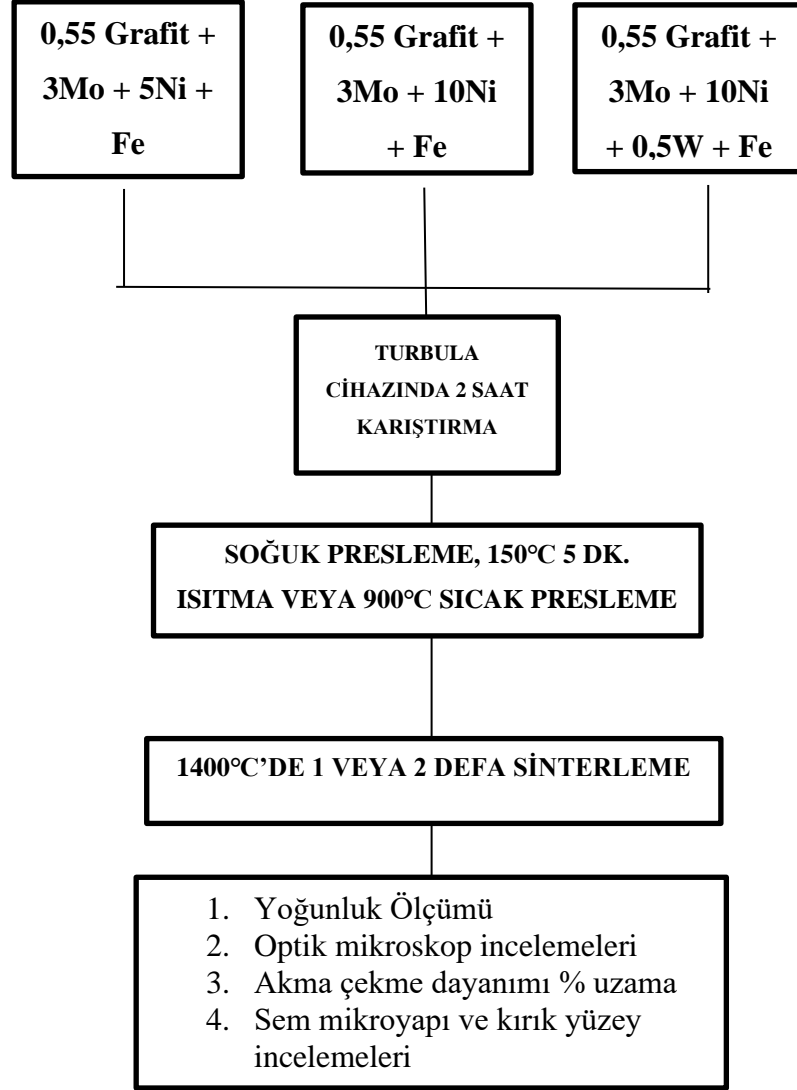 0,55 Grafit +
3Mo + 5Ni +
Fe
0,55 Grafit +
3Mo + 10Ni
+ Fe
0,55 Grafit +
3Mo + 10Ni
+ 0,5W + Fe
TURBULA
CİHAZINDA 2 SAAT
KARIŞTIRMA
SOĞUK PRESLEME, 150°C 5 DK.
ISITMA VEYA 900°C SICAK PRESLEME
1400°C’DE 1 VEYA 2 DEFA SİNTERLEME
1. Yoğunluk Ölçümü
2. Optik mikroskop incelemeleri
3. Akma çekme dayanımı % uzama
4. Sem mikroyapı ve kırık yüzey
incelemeleri